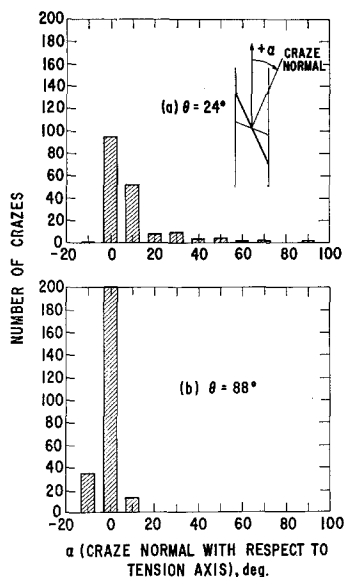 NUMBER OF CRAZES
200
180
160
140
120
100
80
60
40
20
0
+α
CRAZE
NORMAL
(a) θ = 24°
-20 0 20 40 60 80 100
200
180
160
140
120
100
80
60
40
20
0
(b) θ = 88°
-20 0 20 40 60 80 100
α (CRAZE NORMAL WITH RESPECT TO
TENSION AXIS), deg.